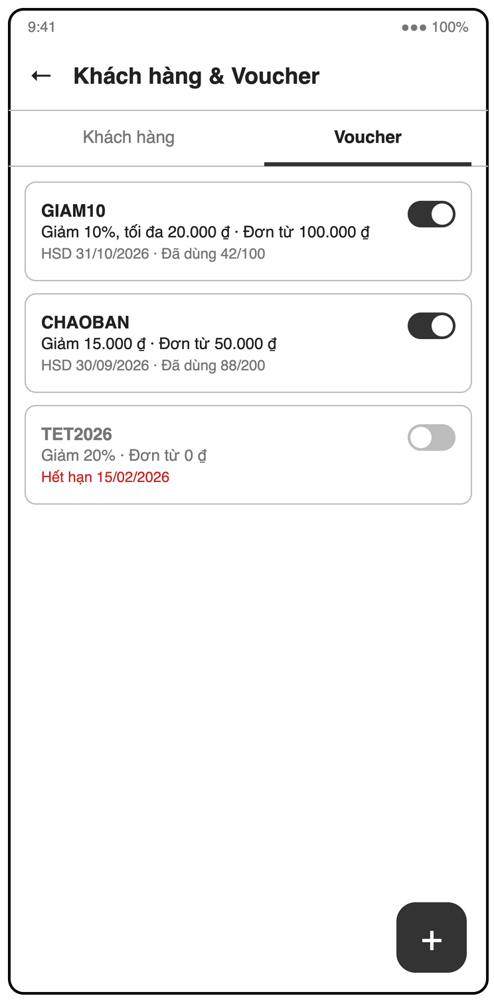 9:41
100%
← Khách hàng & Voucher
Khách hàng
Voucher
GIAM10
Giảm 10%, tối đa 20.000 ₫ · Đơn từ 100.000 ₫
HSD 31/10/2026 · Đã dùng 42/100
CHAOBAN
Giảm 15.000 ₫ · Đơn từ 50.000 ₫
HSD 30/09/2026 · Đã dùng 88/200
TET2026
Giảm 20% · Đơn từ 0 ₫
Hết hạn 15/02/2026
+